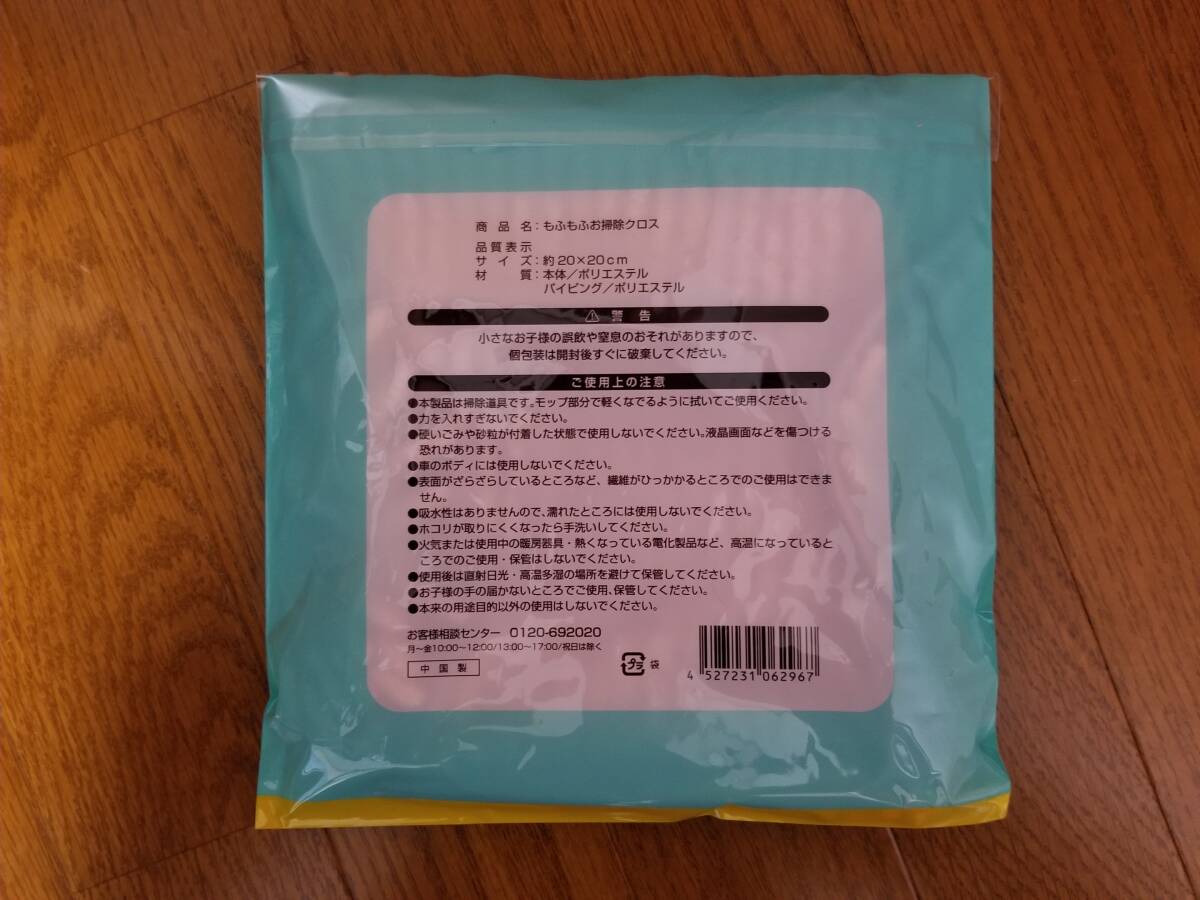 商品名：もふもふお掃除クロス
品質表示
サイズ：約20×20cm
材質：本体／ポリエステル
パイピング／ポリエステル
⚠ 警告
小さなお子様の誤飲や窒息のおそれがありますので、
個包装は開封後すぐに破棄してください。
ご使用上の注意
●本製品は掃除道具です。モップ部分で軽くなでるように拭いてご使用ください。
●力を入れすぎないでください。
●硬いごみや砂粒が付着した状態で使用しないでください。液晶画面などを傷つける
恐れがあります。
●車のボディには使用しないでください。
●表面がざらざらしているところなど、繊維がひっかかるところでのご使用はできま
せん。
●吸水性はありませんので、濡れたところには使用しないでください。
●ホコリが取りにくくなったら手洗いしてください。
●火気または使用中の暖房器具・熱くなっている電化製品など、高温になっていると
ころでのご使用・保管はしないでください。
●使用後は直射日光・高温多湿の場所を避けて保管してください。
●お子様の手の届かないところでご使用、保管してください。
●本来の用途目的以外の使用はしないでください。
お客様相談センター 0120-692020
月～金10:00～12:00/13:00～17:00/祝日は除く
中国製
プラ 袋
4 527231 062967